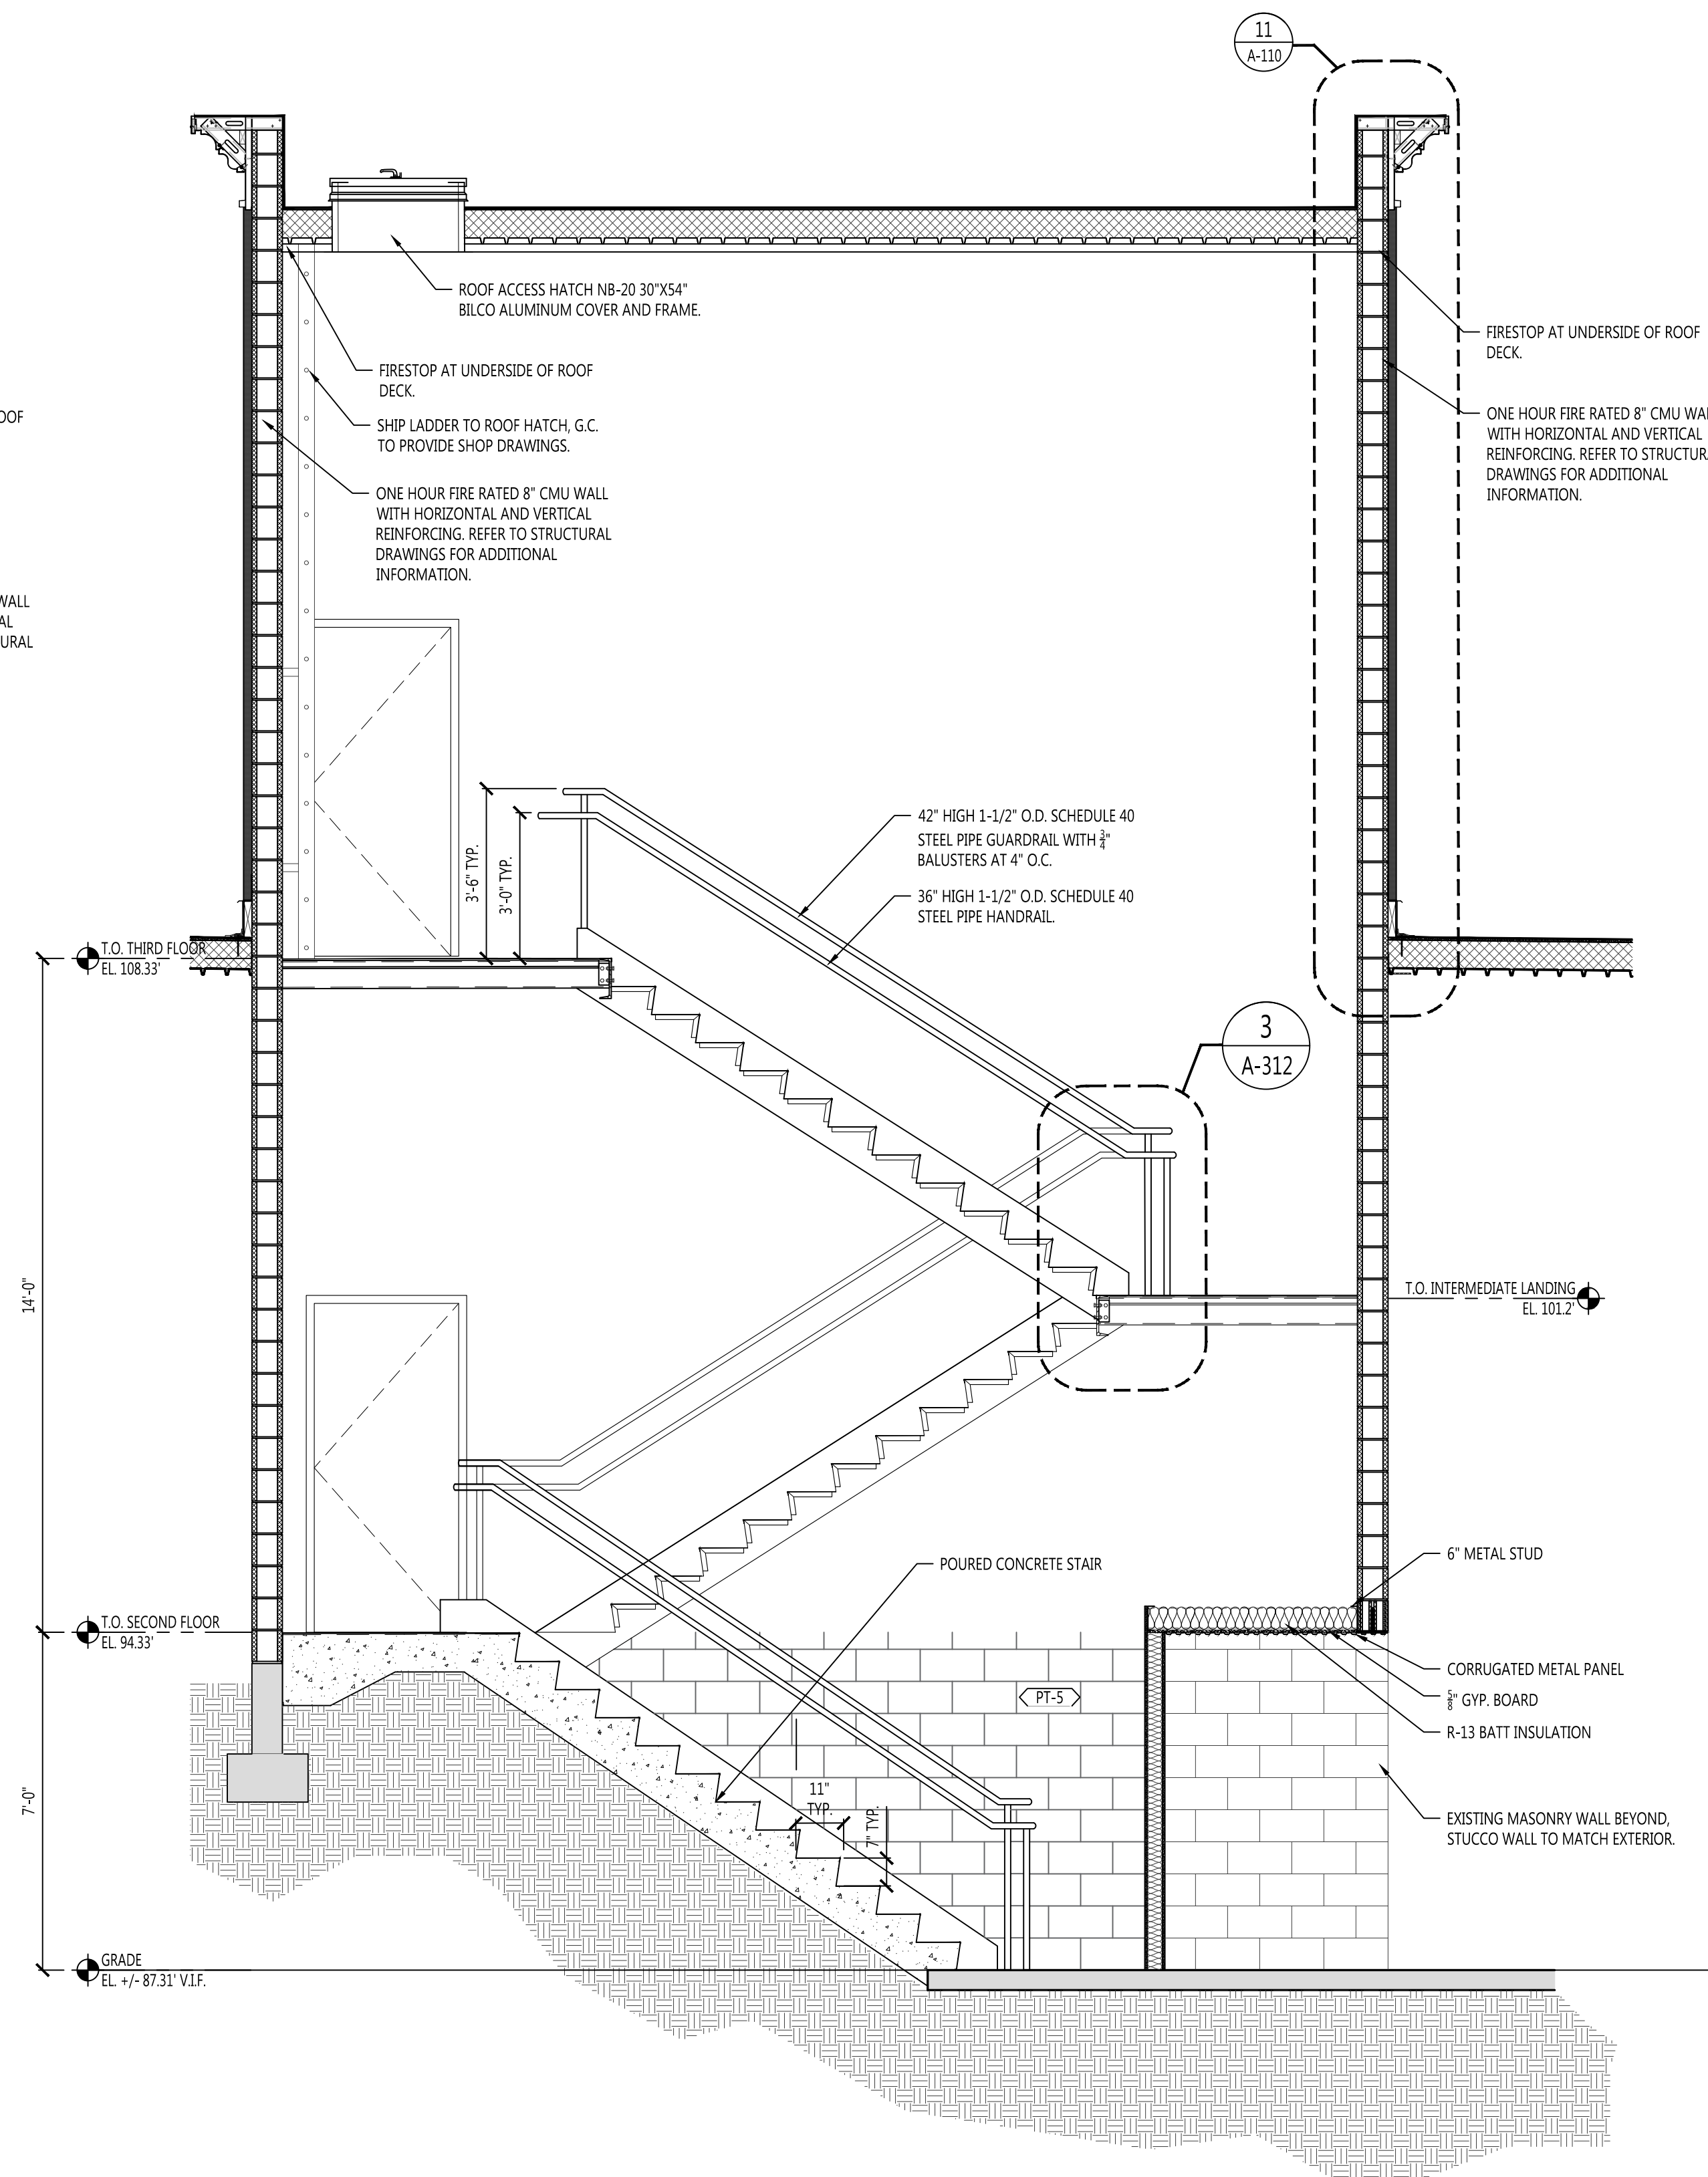 11
A-110
ROOF ACCESS HATCH NB-20 30"X54"
BILCO ALUMINUM COVER AND FRAME.
FIRESTOP AT UNDERSIDE OF ROOF
DECK.
SHIP LADDER TO ROOF HATCH, G.C.
TO PROVIDE SHOP DRAWINGS.
ONE HOUR FIRE RATED 8" CMU WALL
WITH HORIZONTAL AND VERTICAL
REINFORCING. REFER TO STRUCTURAL
DRAWINGS FOR ADDITIONAL
INFORMATION.
FIRESTOP AT UNDERSIDE OF ROOF
DECK.
ONE HOUR FIRE RATED 8" CMU WAL
WITH HORIZONTAL AND VERTICAL
REINFORCING. REFER TO STRUCTURA
DRAWINGS FOR ADDITIONAL
INFORMATION.
OOF
WALL
AL
URAL
3'-6" TYP.
3'-0" TYP.
42" HIGH 1-1/2" O.D. SCHEDULE 40
STEEL PIPE GUARDRAIL WITH 3/4"
BALUSTERS AT 4" O.C.
36" HIGH 1-1/2" O.D. SCHEDULE 40
STEEL PIPE HANDRAIL.
T.O. THIRD FLOOR
EL. 108.33'
3
A-312
14'-0"
T.O. INTERMEDIATE LANDING
EL. 101.2'
POURED CONCRETE STAIR
6" METAL STUD
T.O. SECOND FLOOR
EL. 94.33'
CORRUGATED METAL PANEL
5/8" GYP. BOARD
R-13 BATT INSULATION
PT-5
11"
TYP.
7" TYP.
7'-0"
EXISTING MASONRY WALL BEYOND,
STUCCO WALL TO MATCH EXTERIOR.
GRADE
EL. +/- 87.31' V.I.F.